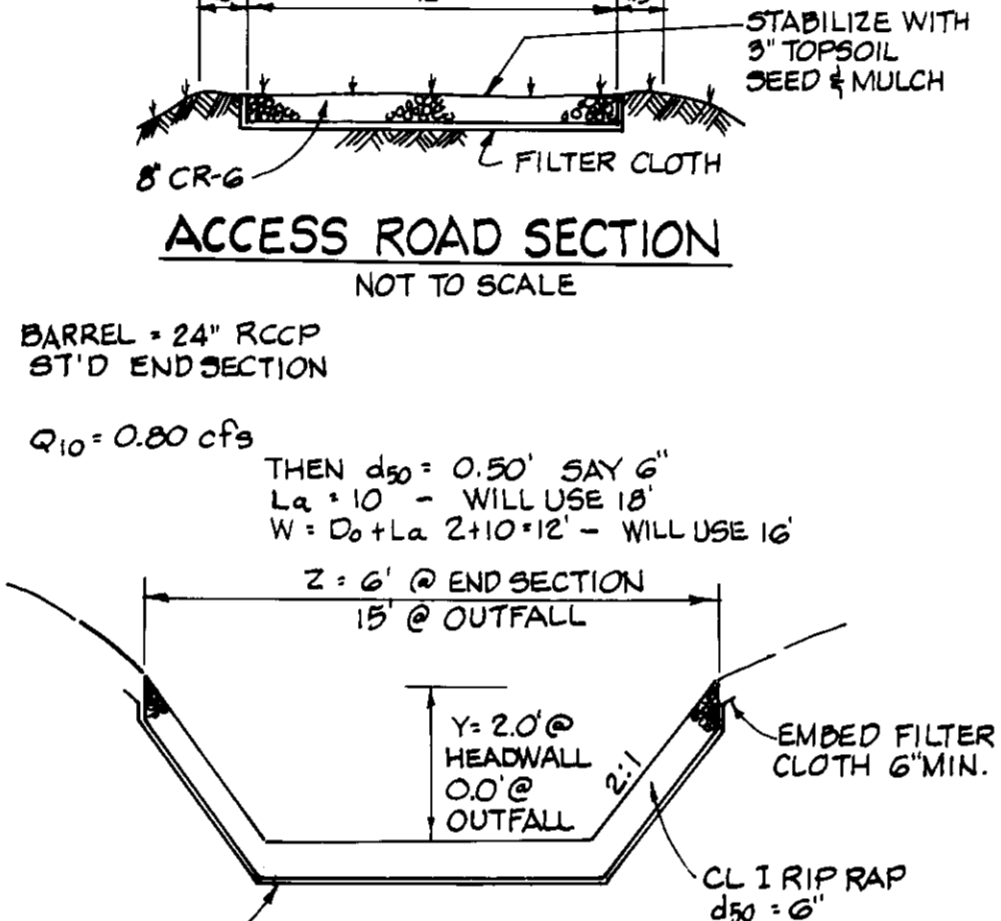 STABILIZE WITH
3" TOPSOIL
SEED & MULCH
8" CR-6
FILTER CLOTH
ACCESS ROAD SECTION
NOT TO SCALE
BARREL = 24" RCCP
ST'D END SECTION
Q10 = 0.80 cfs
THEN d50 = 0.50' SAY 6"
La = 10 - WILL USE 18'
W = Do + La 2+10=12' - WILL USE 16'
Z = 6' @ END SECTION
15' @ OUTFALL
Y = 2.0' @
HEADWALL
0.0' @
OUTFALL
2:1
EMBED FILTER
CLOTH 6" MIN.
CL I RIP RAP
d50 = 6"